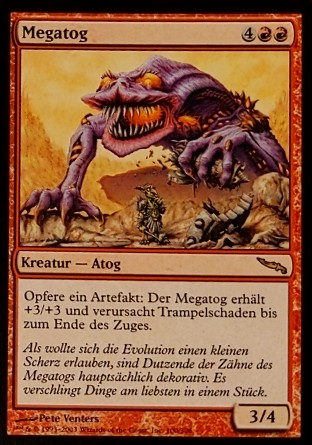 Megatog 4
Kreatur — Atog
Opfere ein Artefakt: Der Megatog erhält
+3/+3 und verursacht Trampelschaden bis
zum Ende des Zuges.
Als wollte sich die Evolution einen kleinen
Scherz erlauben, sind Dutzende der Zähne des
Megatogs hauptsächlich dekorativ. Es
verschlingt Dinge am liebsten in einem Stück.
Pete Venters
3/4